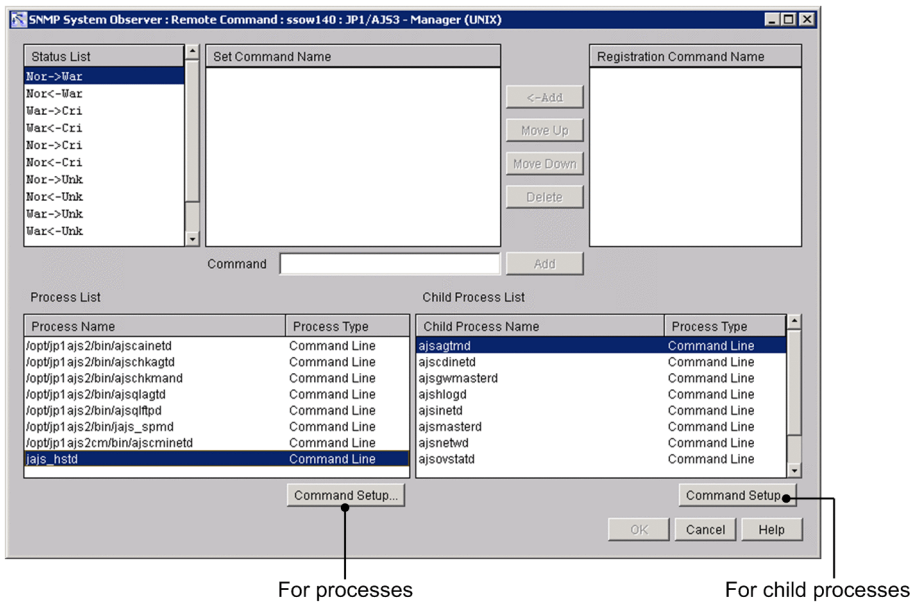 SNMP System Observer : Remote Command : ssow140 : JP1/AJS3 - Manager (UNIX)
Status List
Set Command Name
Registration Command Name
Nor->War
Nor<-War
War->Cri
War<-Cri
Nor->Cri
Nor<-Cri
Nor->Unk
Nor<-Unk
War->Unk
War<-Unk
<-Add
Move Up
Move Down
Delete
Command
Add
Process List
Child Process List
Process Name Process Type
/opt/jp1ajs2/bin/ajscainetd Command Line
/opt/jp1ajs2/bin/ajschkagtd Command Line
/opt/jp1ajs2/bin/ajschkmand Command Line
/opt/jp1ajs2/bin/ajsqlagtd Command Line
/opt/jp1ajs2/bin/ajsqlftpd Command Line
/opt/jp1ajs2/bin/jajs_spmd Command Line
/opt/jp1ajs2cm/bin/ajscminetd Command Line
jajs_hstd Command Line
Child Process Name Process Type
ajsagtmd Command Line
ajscdinetd Command Line
ajsgwmasterd Command Line
ajshlogd Command Line
ajsinetd Command Line
ajsmasterd Command Line
ajsnetwd Command Line
ajsovstatd Command Line
Command Setup...
Command Setup
OK
Cancel
Help
For processes
For child processes